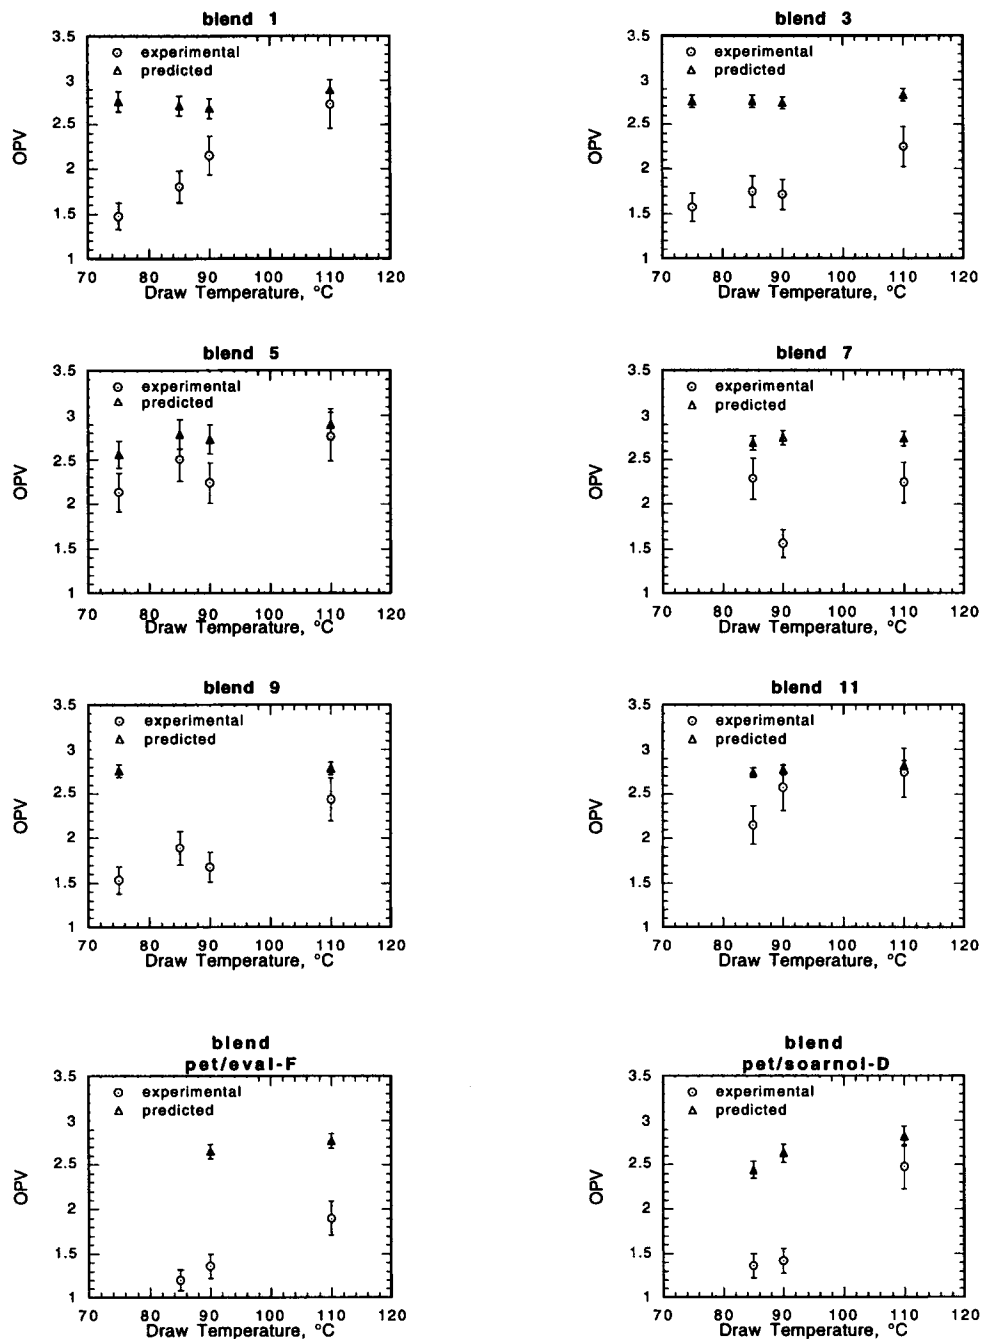 blend 1
3.5
experimental
predicted
3
2.5
OPV
2
1.5
1
70 80 90 100 110 120
Draw Temperature, °C
blend 3
3.5
experimental
predicted
3
2.5
OPV
2
1.5
1
70 80 90 100 110 120
Draw Temperature, °C
blend 5
3.5
experimental
predicted
3
2.5
OPV
2
1.5
1
70 80 90 100 110 120
Draw Temperature, °C
blend 7
3.5
experimental
predicted
3
2.5
OPV
2
1.5
1
70 80 90 100 110 120
Draw Temperature, °C
blend 9
3.5
experimental
predicted
3
2.5
OPV
2
1.5
1
70 80 90 100 110 120
Draw Temperature, °C
blend 11
3.5
experimental
predicted
3
2.5
OPV
2
1.5
1
70 80 90 100 110 120
Draw Temperature, °C
blend
pet/eval-F
3.5
experimental
predicted
3
2.5
OPV
2
1.5
1
70 80 90 100 110 120
Draw Temperature, °C
blend
pet/soarnol-D
3.5
experimental
predicted
3
2.5
OPV
2
1.5
1
70 80 90 100 110 120
Draw Temperature, °C